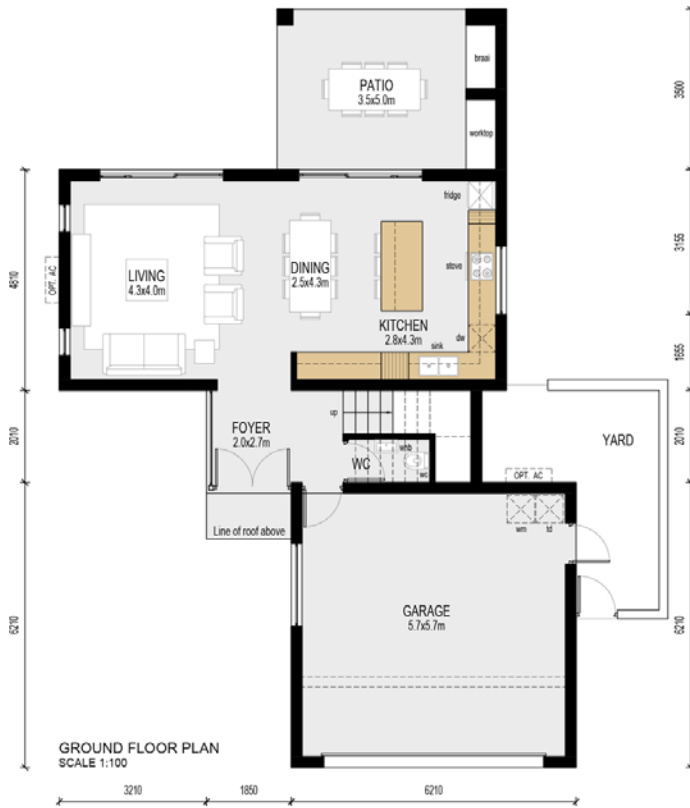 PATIO
3.5x5.0m
braai
worktop
3500
fridge
4810
OPT. AC
LIVING
4.3x4.0m
DINING
2.5x4.3m
stove
3155
KITCHEN
2.8x4.3m
sink
dw
1655
2010
FOYER
2.0x2.7m
up
WC
whb
wc
YARD
2010
OPT. AC
Line of roof above
wm
td
6210
GARAGE
5.7x5.7m
6210
GROUND FLOOR PLAN
SCALE 1:100
3210
1850
6210